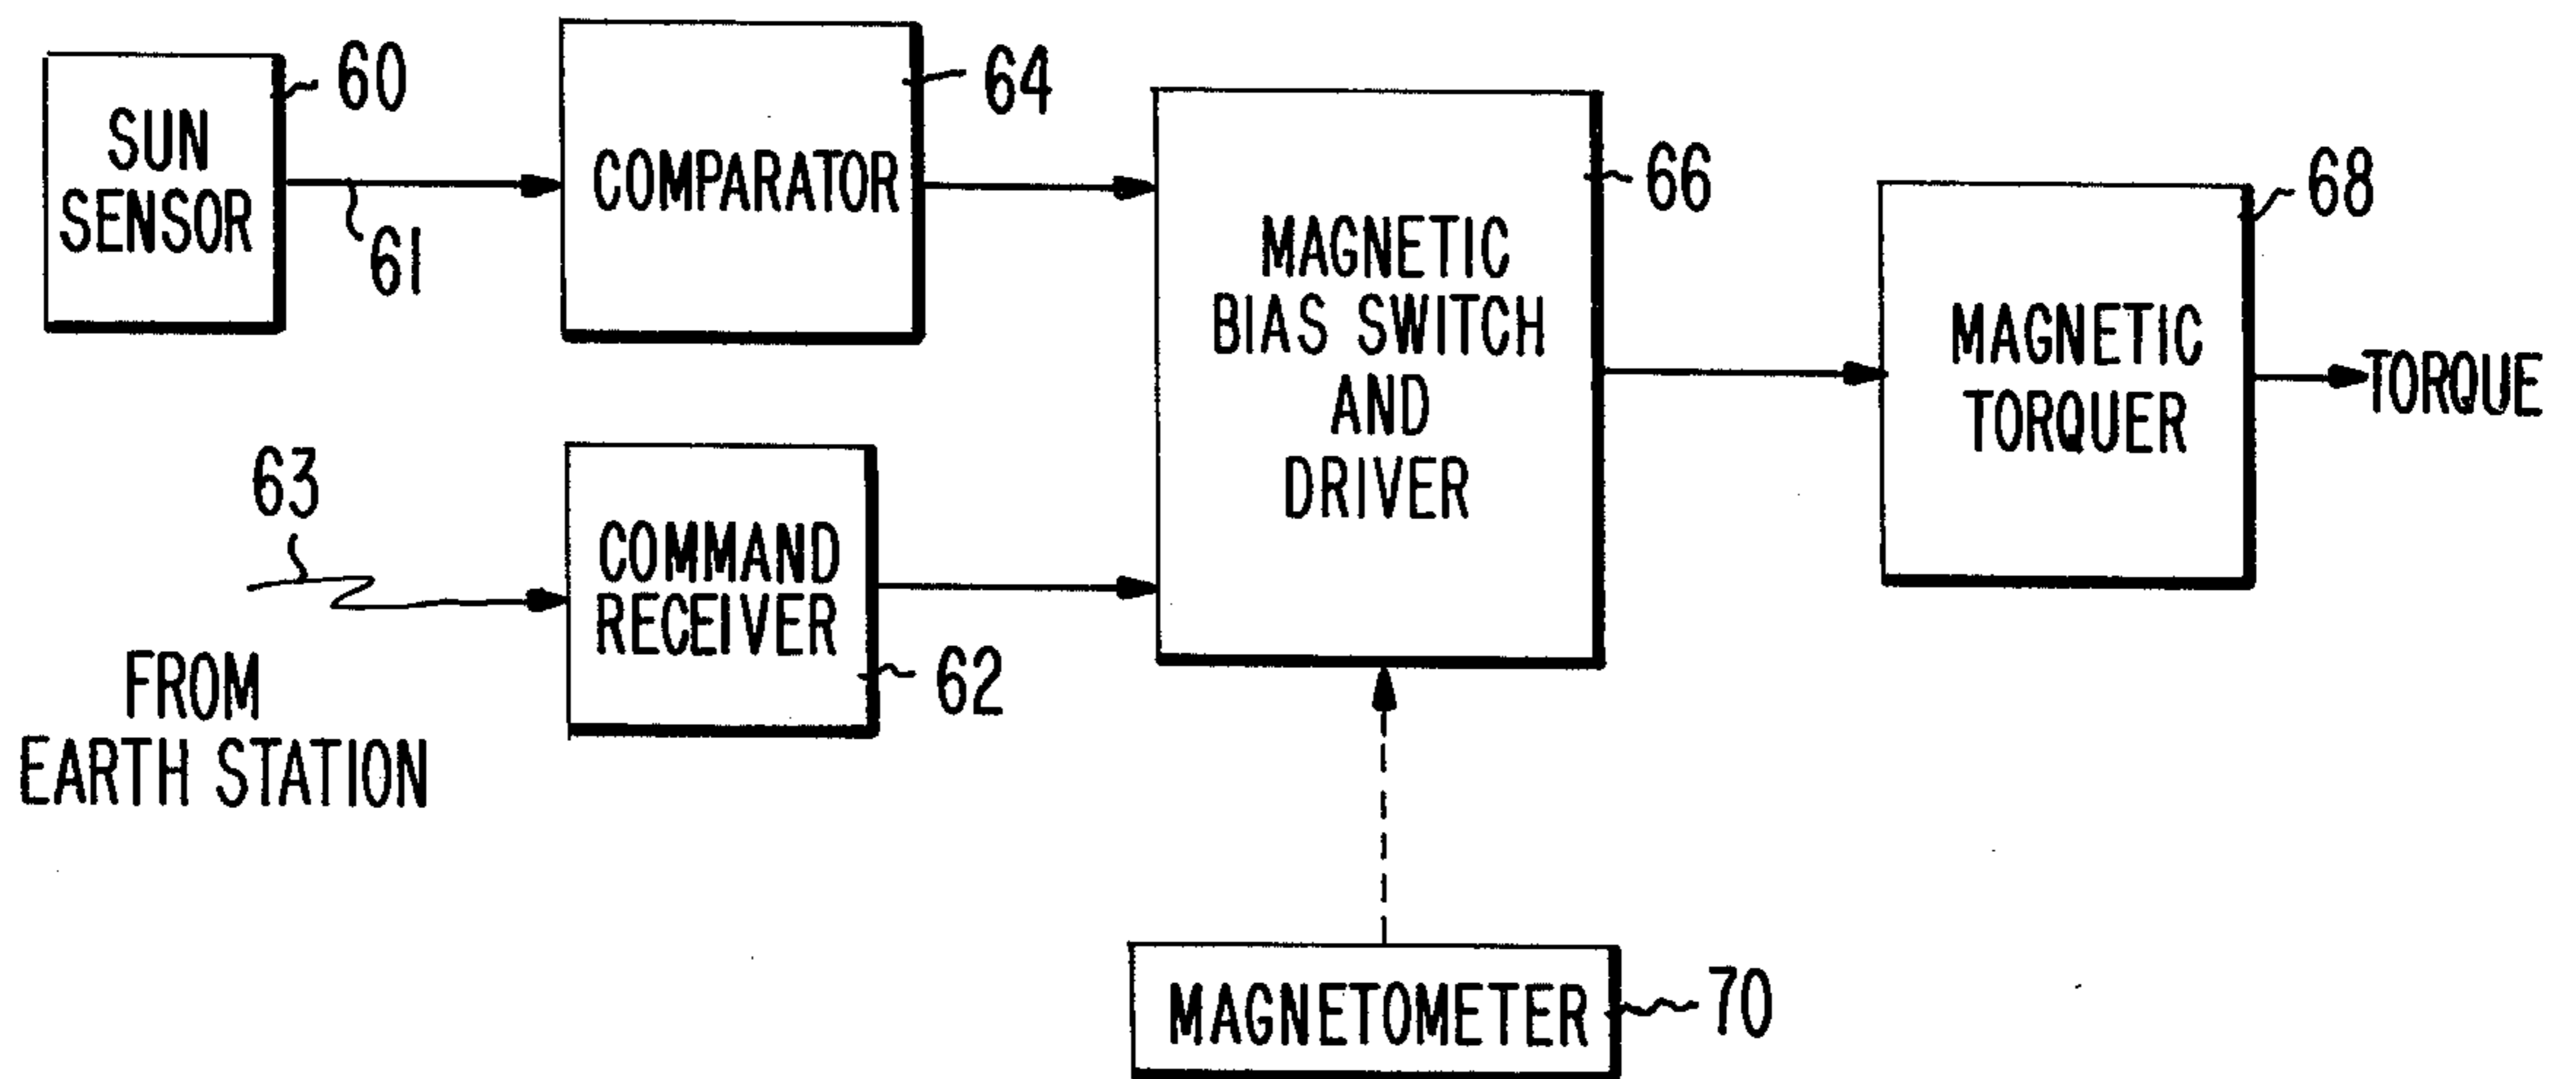 SUN
SENSOR
60
61
COMPARATOR
64
MAGNETIC
BIAS SWITCH
AND
DRIVER
66
MAGNETIC
TORQUER
68
TORQUE
63
FROM
EARTH STATION
COMMAND
RECEIVER
62
MAGNETOMETER
70